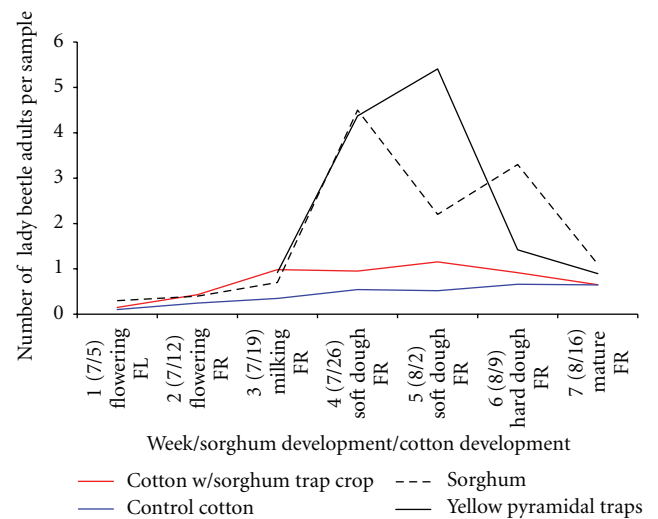 Number of lady beetle adults per sample
6
5
4
3
2
1
0
1 (7/5)
flowering
FL
2 (7/12)
flowering
FR
3 (7/19)
milking
FR
4 (7/26)
soft dough
FR
5 (8/2)
soft dough
FR
6 (8/9)
hard dough
FR
7 (8/16)
mature
FR
Week/sorghum development/cotton development
Cotton w/sorghum trap crop
Sorghum
Control cotton
Yellow pyramidal traps